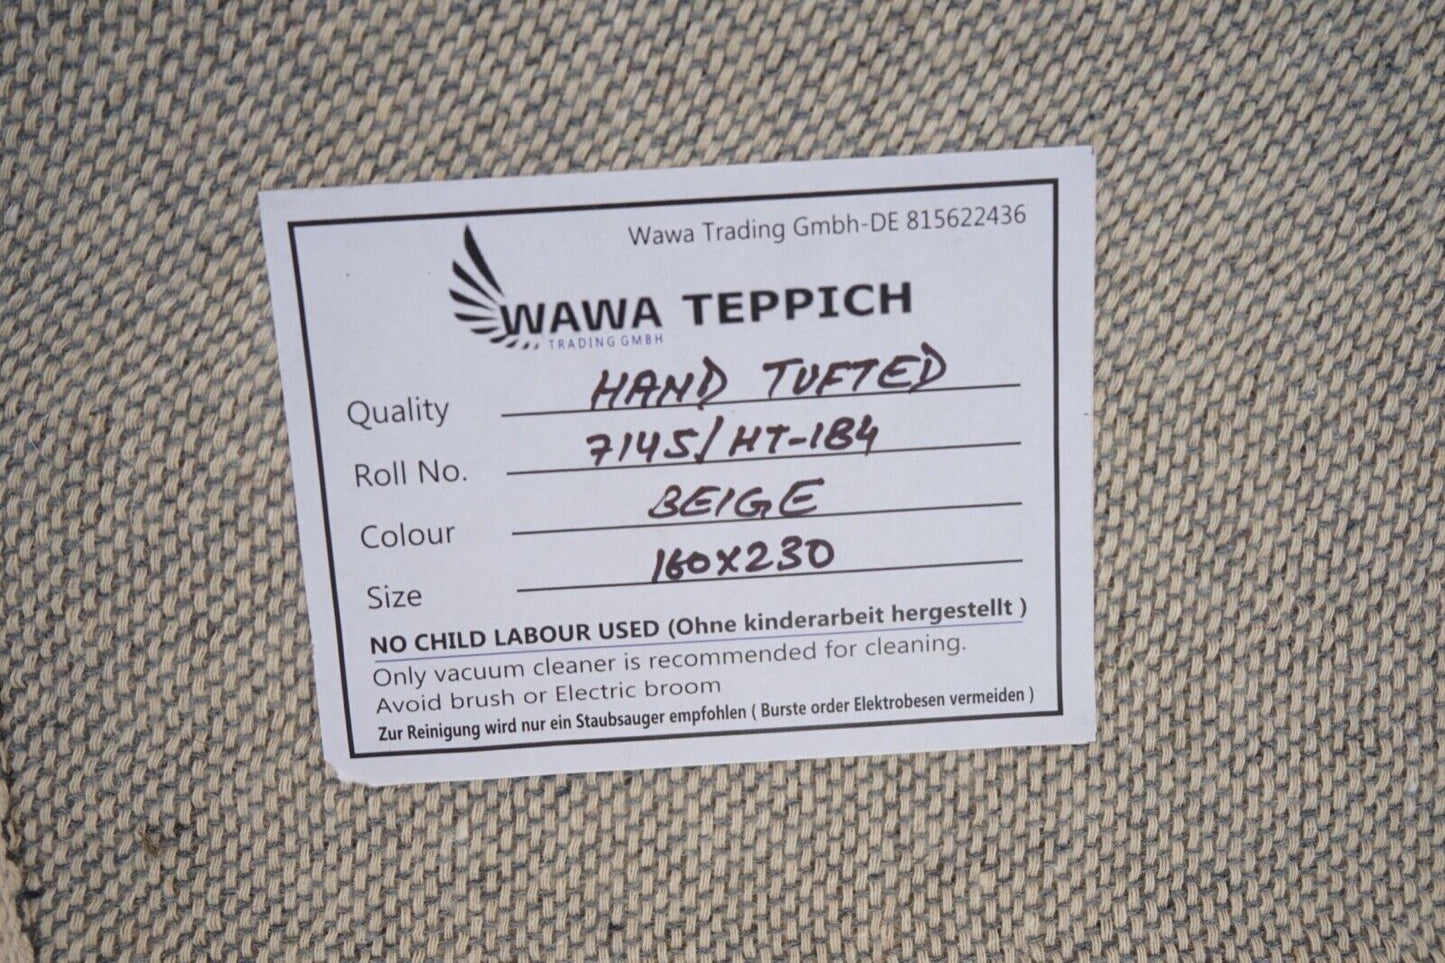 Wawa Trading Gmbh-DE 815622436
WAWA TEPPICH
TRADING GMBH
Quality HAND TUFTED
Roll No. 7145/HT-184
Colour BEIGE
Size 160X230
NO CHILD LABOUR USED (Ohne kinderarbeit hergestellt )
Only vacuum cleaner is recommended for cleaning.
Avoid brush or Electric broom
Zur Reinigung wird nur ein Staubsauger empfohlen ( Burste order Elektrobesen vermeiden )